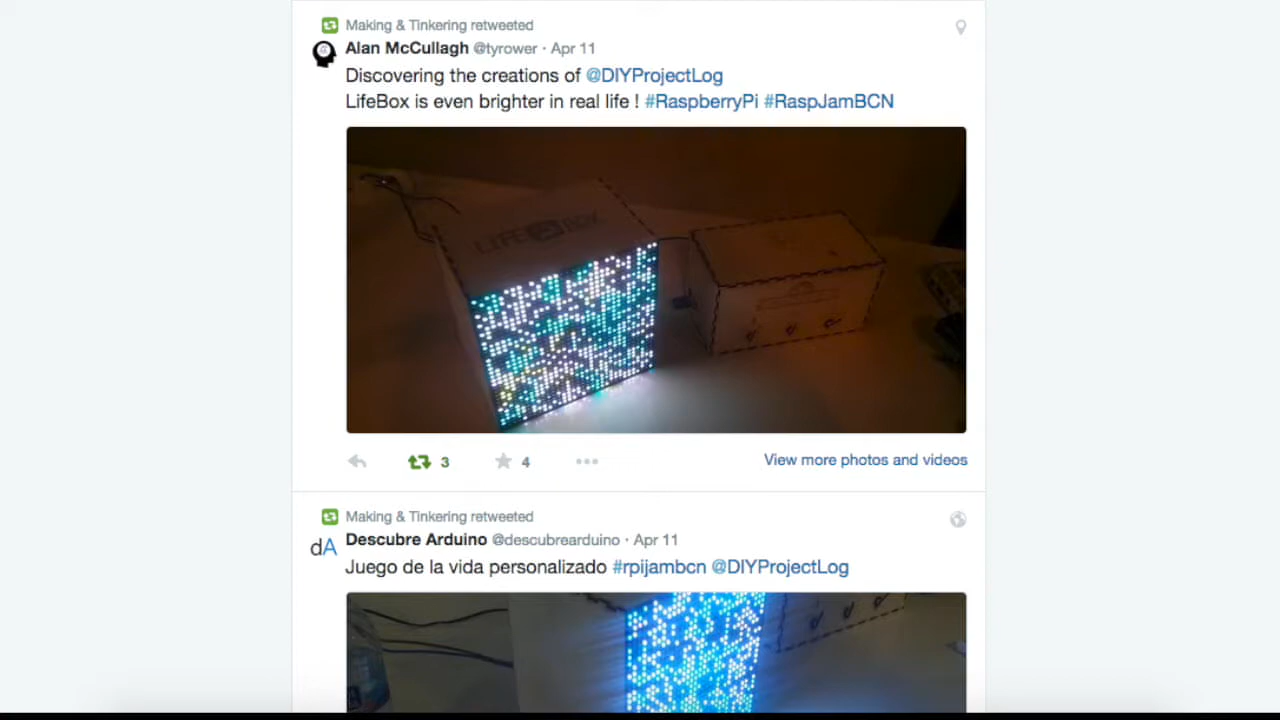 Making & Tinkering retweeted
Alan McCullagh @tyrower · Apr 11
Discovering the creations of @DIYProjectLog
LifeBox is even brighter in real life ! #RaspberryPi #RaspJamBCN
LIFE BOX
3
4
View more photos and videos
Making & Tinkering retweeted
dA
Descubre Arduino @descubrearduino · Apr 11
Juego de la vida personalizado #rpijambcn @DIYProjectLog